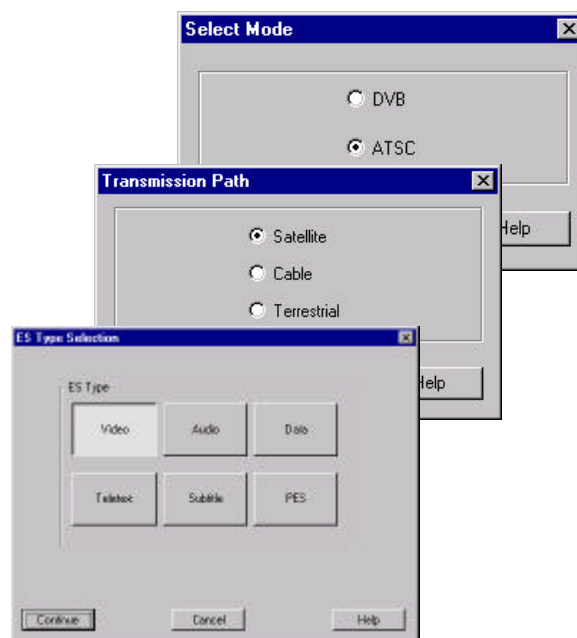 Select Mode
DVB
ATSC
Help
Transmission Path
Satellite
Cable
Terrestrial
Help
ES Type Selection
ES Type
Video Audio Data
Teletext Subtitle PES
Continue Cancel Help